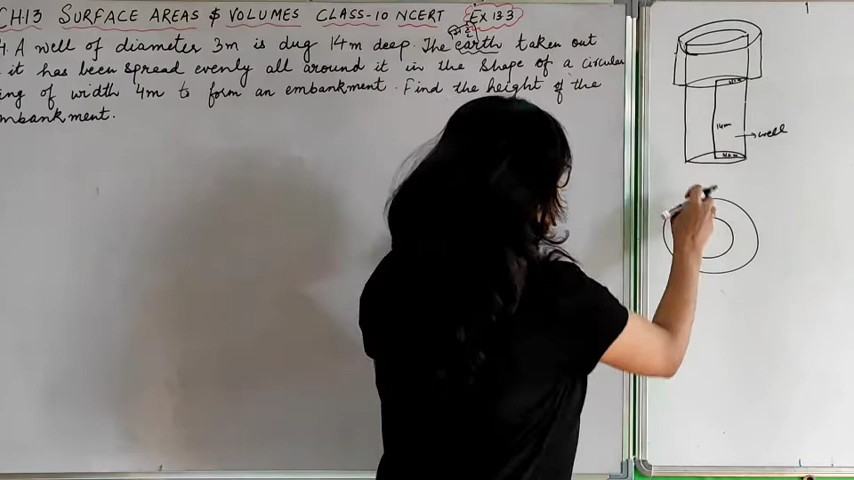 CH13 SURFACE AREAS & VOLUMES CLASS-10 NCERT Ex 13.3
4. A well of diameter 3m is dug 14m deep. The earth taken out
it has been spread evenly all around it in the shape of a circular
ing of width 4m to form an embankment. Find the height of the
mbankment.
14m
well